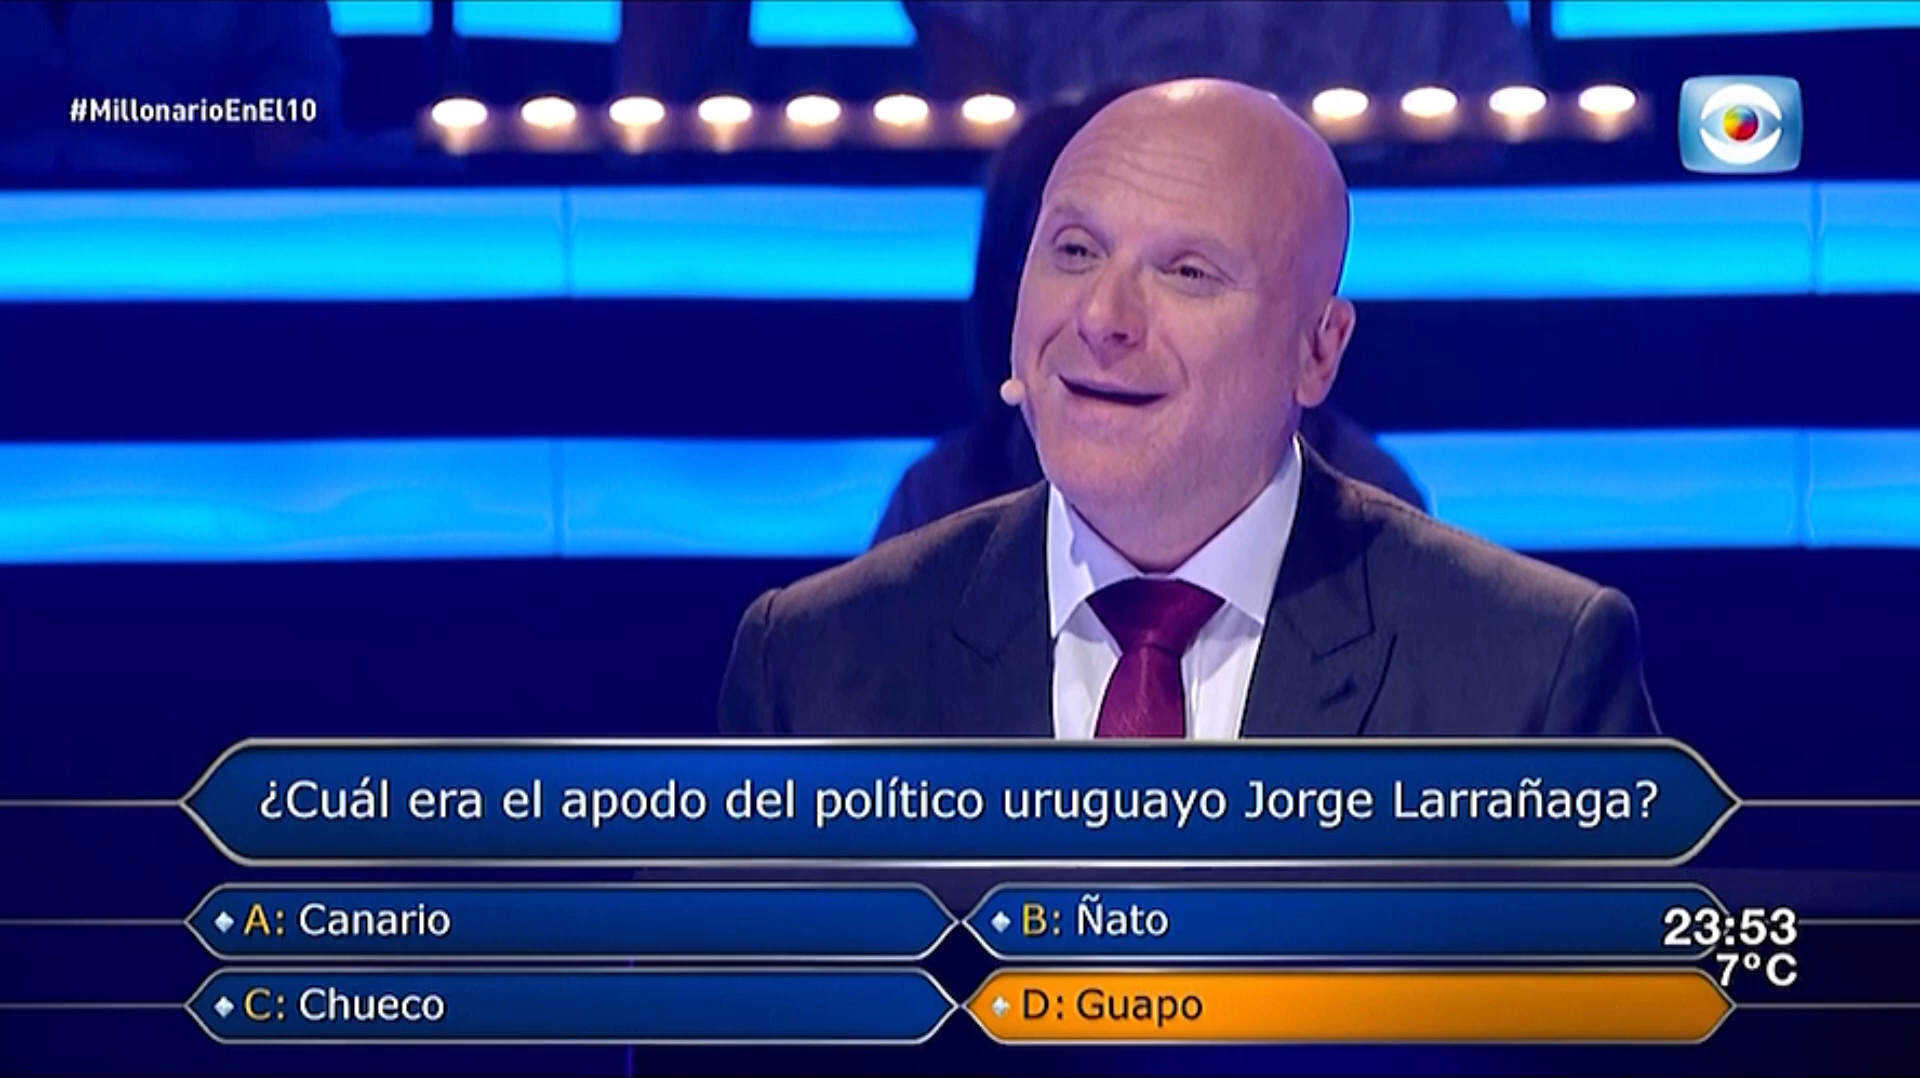 #MillonarioEnEl10
¿Cuál era el apodo del político uruguayo Jorge Larrañaga?
A: Canario
B: Ñato
23:53
7°C
C: Chueco
D: Guapo